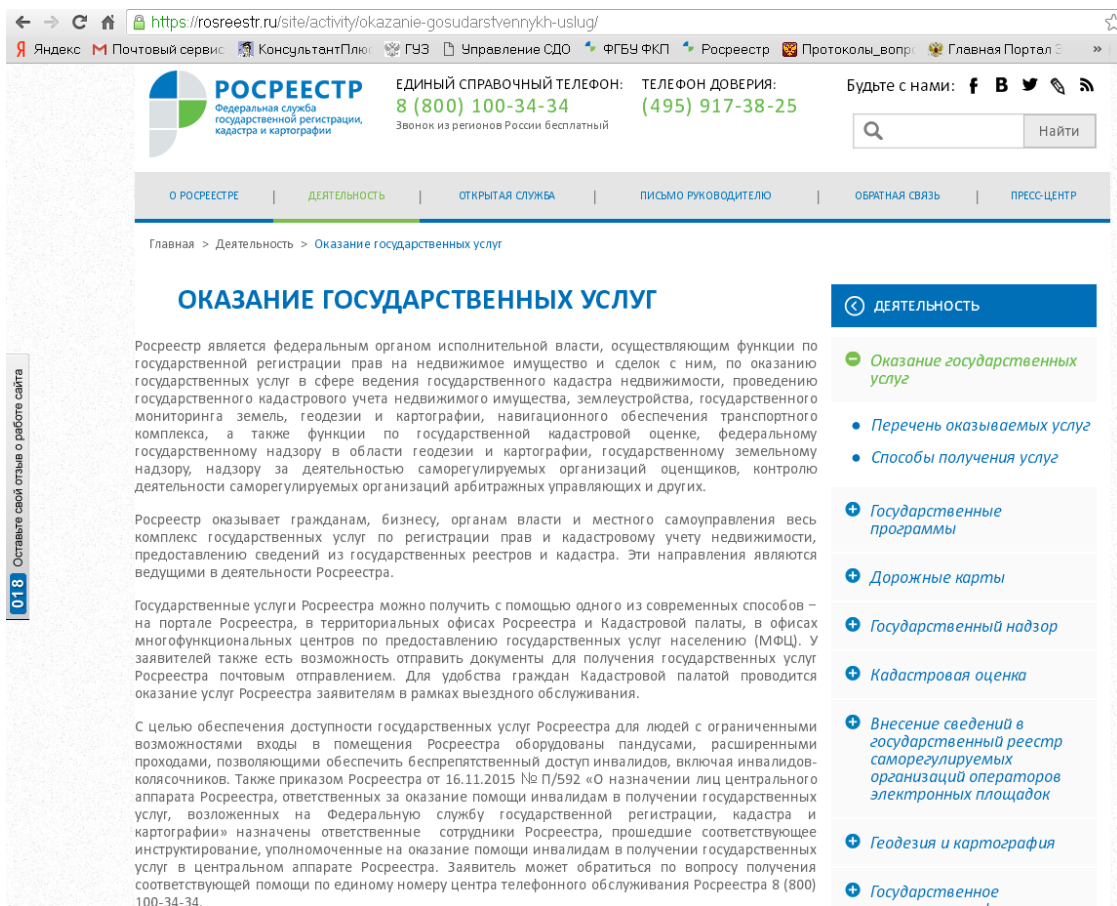 https://rosreestr.ru/site/activity/okazanie-gosudarstvennykh-uslug/
Яндекс Почтовый сервис КонсультантПлюс ГУЗ Управление СДО ФГБУ ФКП Росреестр Протоколы_вопро Главная Портал »
РОСРЕЕСТР
Федеральная служба
государственной регистрации,
кадастра и картографии
ЕДИНЫЙ СПРАВОЧНЫЙ ТЕЛЕФОН:
8 (800) 100-34-34
Звонок из регионов России бесплатный
ТЕЛЕФОН ДОВЕРИЯ:
(495) 917-38-25
Будьте с нами:
Найти
О РОСРЕЕСТРЕ | ДЕЯТЕЛЬНОСТЬ | ОТКРЫТАЯ СЛУЖБА | ПИСЬМО РУКОВОДИТЕЛЮ | ОБРАТНАЯ СВЯЗЬ | ПРЕСС-ЦЕНТР
Главная > Деятельность > Оказание государственных услуг
ОКАЗАНИЕ ГОСУДАРСТВЕННЫХ УСЛУГ
Росреестр является федеральным органом исполнительной власти, осуществляющим функции по
государственной регистрации прав на недвижимое имущество и сделок с ним, по оказанию
государственных услуг в сфере ведения государственного кадастра недвижимости, проведению
государственного кадастрового учета недвижимого имущества, землеустройства, государственного
мониторинга земель, геодезии и картографии, навигационного обеспечения транспортного
комплекса, а также функции по государственной кадастровой оценке, федеральному
государственному надзору в области геодезии и картографии, государственному земельному
надзору, надзору за деятельностью саморегулируемых организаций оценщиков, контролю
деятельности саморегулируемых организаций арбитражных управляющих и других.
Росреестр оказывает гражданам, бизнесу, органам власти и местного самоуправления весь
комплекс государственных услуг по регистрации прав и кадастровому учету недвижимости,
предоставлению сведений из государственных реестров и кадастра. Эти направления являются
ведущими в деятельности Росреестра.
Государственные услуги Росреестра можно получить с помощью одного из современных способов –
на портале Росреестра, в территориальных офисах Росреестра и Кадастровой палаты, в офисах
многофункциональных центров по предоставлению государственных услуг населению (МФЦ). У
заявителей также есть возможность отправить документы для получения государственных услуг
Росреестра почтовым отправлением. Для удобства граждан Кадастровой палатой проводится
оказание услуг Росреестра заявителям в рамках выездного обслуживания.
С целью обеспечения доступности государственных услуг Росреестра для людей с ограниченными
возможностями входы в помещения Росреестра оборудованы пандусами, расширенными
проходами, позволяющими обеспечить беспрепятственный доступ инвалидов, включая инвалидов-
колясочников. Также приказом Росреестра от 16.11.2015 № П/592 «О назначении лиц центрального
аппарата Росреестра, ответственных за оказание помощи инвалидам в получении государственных
услуг, возложенных на Федеральную службу государственной регистрации, кадастра и
картографии» назначены ответственные сотрудники Росреестра, прошедшие соответствующее
инструктирование, уполномоченные на оказание помощи инвалидам в получении государственных
услуг в центральном аппарате Росреестра. Заявитель может обратиться по вопросу получения
соответствующей помощи по единому номеру центра телефонного обслуживания Росреестра 8 (800)
100-34-34.
ДЕЯТЕЛЬНОСТЬ
Оказание государственных
услуг
Перечень оказываемых услуг
Способы получения услуг
Государственные
программы
Дорожные карты
Государственный надзор
Кадастровая оценка
Внесение сведений в
государственный реестр
саморегулируемых
организаций операторов
электронных площадок
Геодезия и картография
Государственное
018 Оставьте свой отзыв о работе сайта